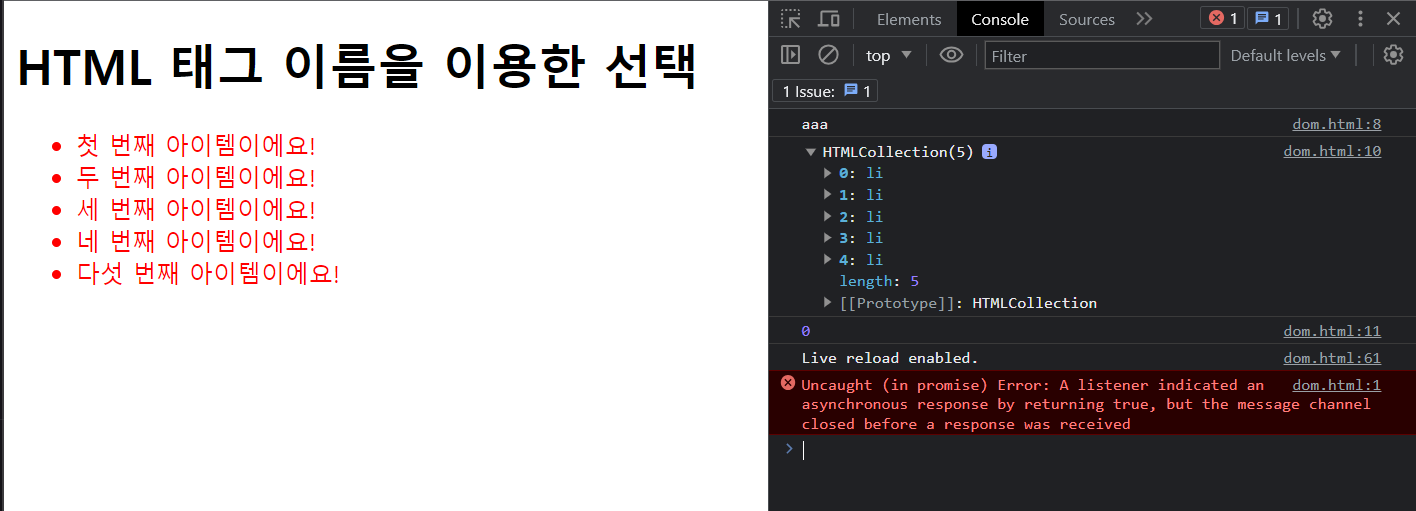 HTML 태그 이름을 이용한 선택
첫 번째 아이템이에요!
두 번째 아이템이에요!
세 번째 아이템이에요!
네 번째 아이템이에요!
다섯 번째 아이템이에요!
Elements Console Sources 1 1
top Filter Default levels
1 Issue: 1
aaa dom.html:8
HTMLCollection(5) i dom.html:10
0: li
1: li
2: li
3: li
4: li
length: 5
[[Prototype]]: HTMLCollection
0 dom.html:11
Live reload enabled. dom.html:61
Uncaught (in promise) Error: A listener indicated an dom.html:1
asynchronous response by returning true, but the message channel
closed before a response was received